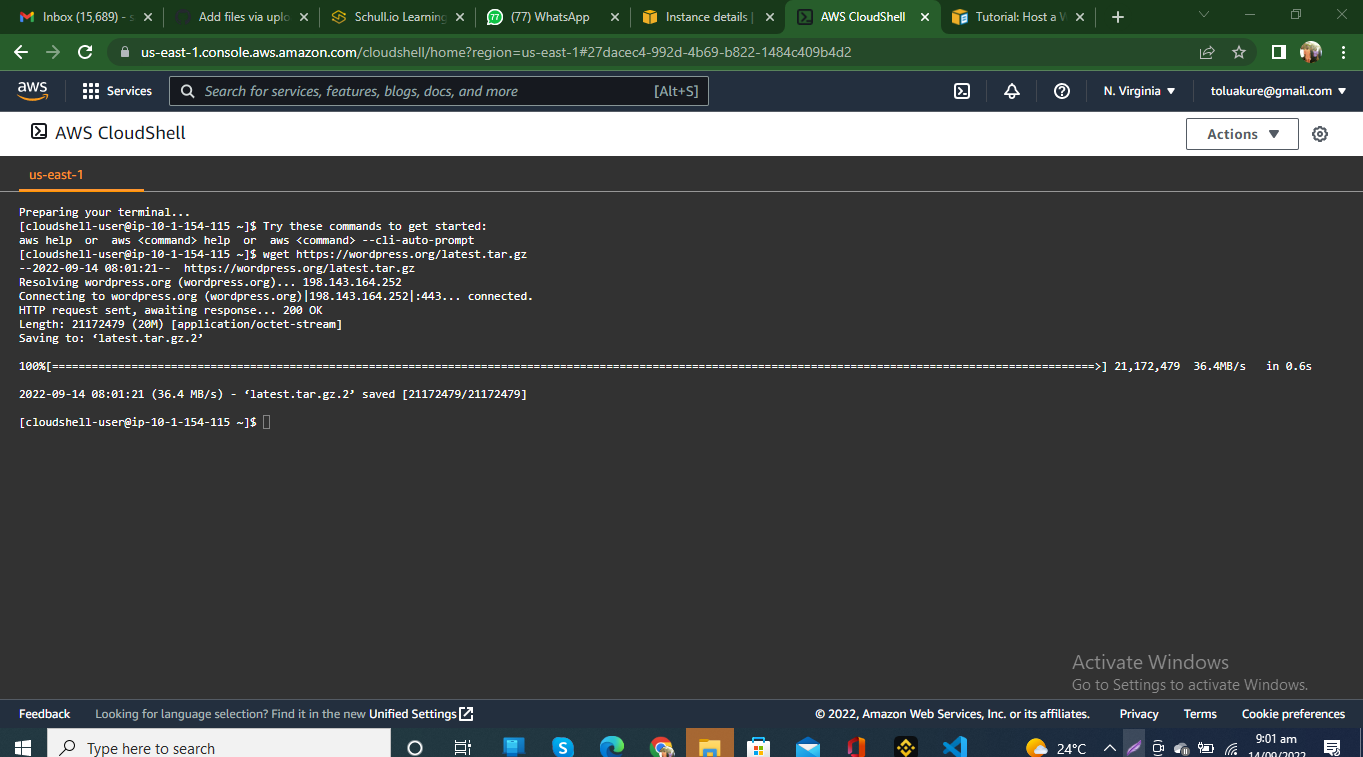 Inbox (15,689) - s
Add files via uplo
Schull.io Learning
77
(77) WhatsApp
Instance details |
AWS CloudShell
Tutorial: Host a W
us-east-1.console.aws.amazon.com/cloudshell/home?region=us-east-1#27dacec4-992d-4b69-b822-1484c409b4d2
aws
Services
Search for services, features, blogs, docs, and more
[Alt+S]
N. Virginia
toluakure@gmail.com
AWS CloudShell
Actions
us-east-1
Preparing your terminal...
[cloudshell-user@ip-10-1-154-115 ~]$ Try these commands to get started:
aws help  or  aws <command> help  or  aws <command> --cli-auto-prompt
[cloudshell-user@ip-10-1-154-115 ~]$ wget https://wordpress.org/latest.tar.gz
--2022-09-14 08:01:21--  https://wordpress.org/latest.tar.gz
Resolving wordpress.org (wordpress.org)... 198.143.164.252
Connecting to wordpress.org (wordpress.org)|198.143.164.252|:443... connected.
HTTP request sent, awaiting response... 200 OK
Length: 21172479 (20M) [application/octet-stream]
Saving to: ‘latest.tar.gz.2’
100%[==============================================================================================================================================================>] 21,172,479  36.4MB/s   in 0.6s
2022-09-14 08:01:21 (36.4 MB/s) - ‘latest.tar.gz.2’ saved [21172479/21172479]
[cloudshell-user@ip-10-1-154-115 ~]$
Activate Windows
Go to Settings to activate Windows.
Feedback
Looking for language selection? Find it in the new Unified Settings
© 2022, Amazon Web Services, Inc. or its affiliates.
Privacy
Terms
Cookie preferences
Type here to search
24°C
9:01 am
14/09/2022